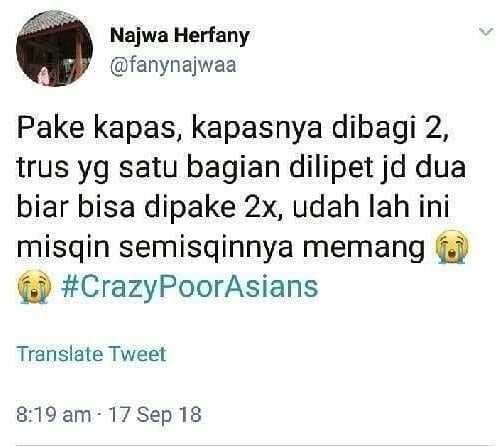 Najwa Herfany
@fanynajwaa
Pake kapas, kapasnya dibagi 2,
trus yg satu bagian dilipet jd dua
biar bisa dipake 2x, udah lah ini
misqin semisqinnya memang 😭
😭 #CrazyPoorAsians
Translate Tweet
8:19 am · 17 Sep 18